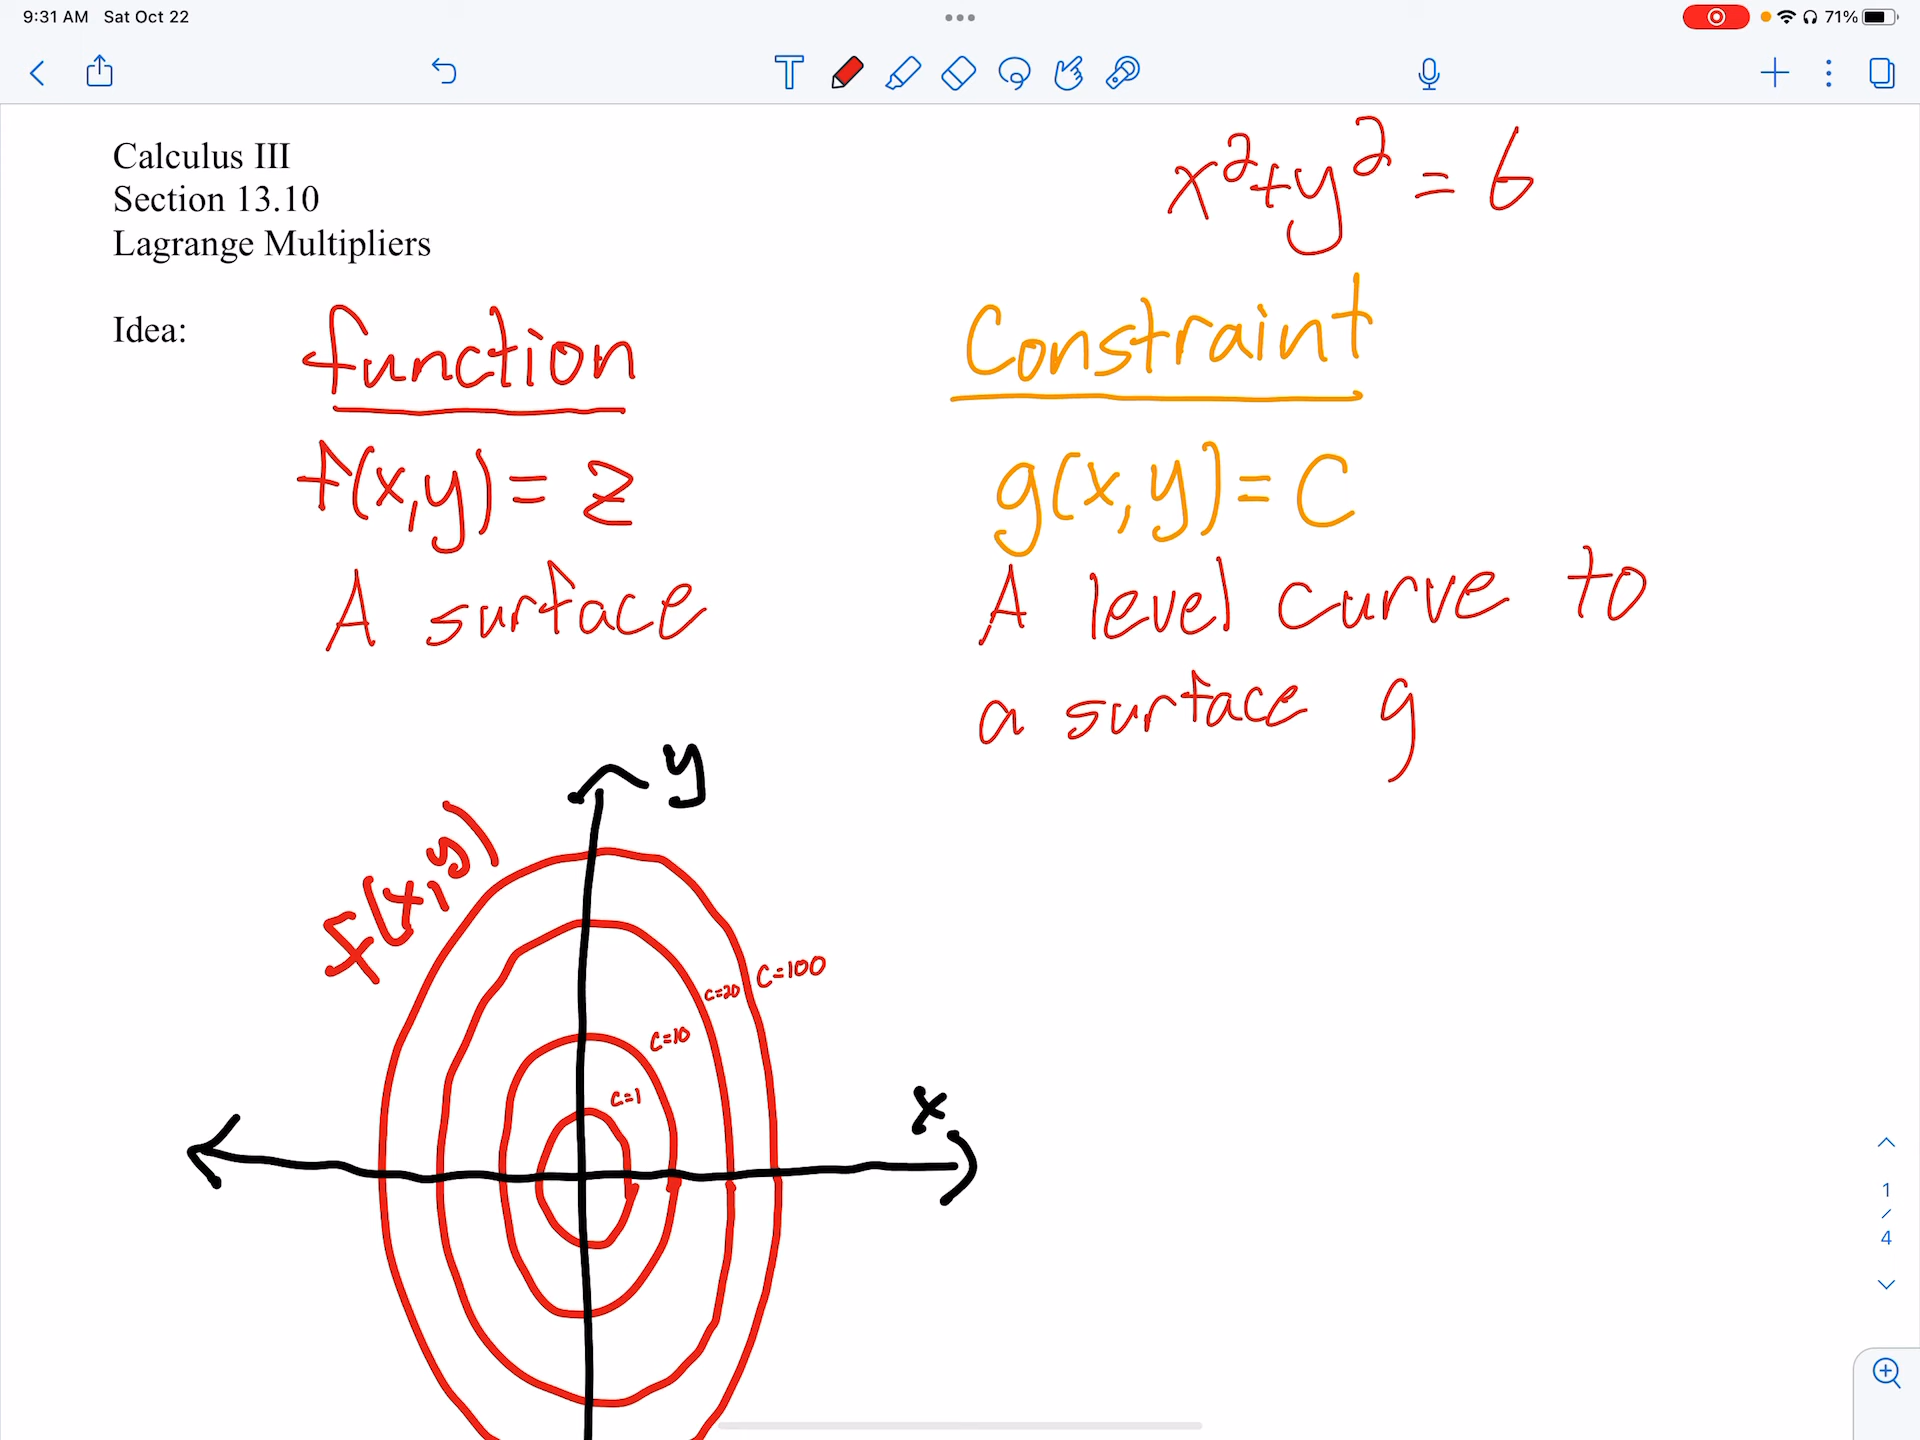 9:31 AM Sat Oct 22
71%
Calculus III
Section 13.10
Lagrange Multipliers
x²+y² = 6
Idea:
function
Constraint
f(x,y) = z
g(x,y) = C
A surface
A level curve to
a surface g
y
f(x,y)
C=100
C=20
C=10
C=1
x
1
/
4